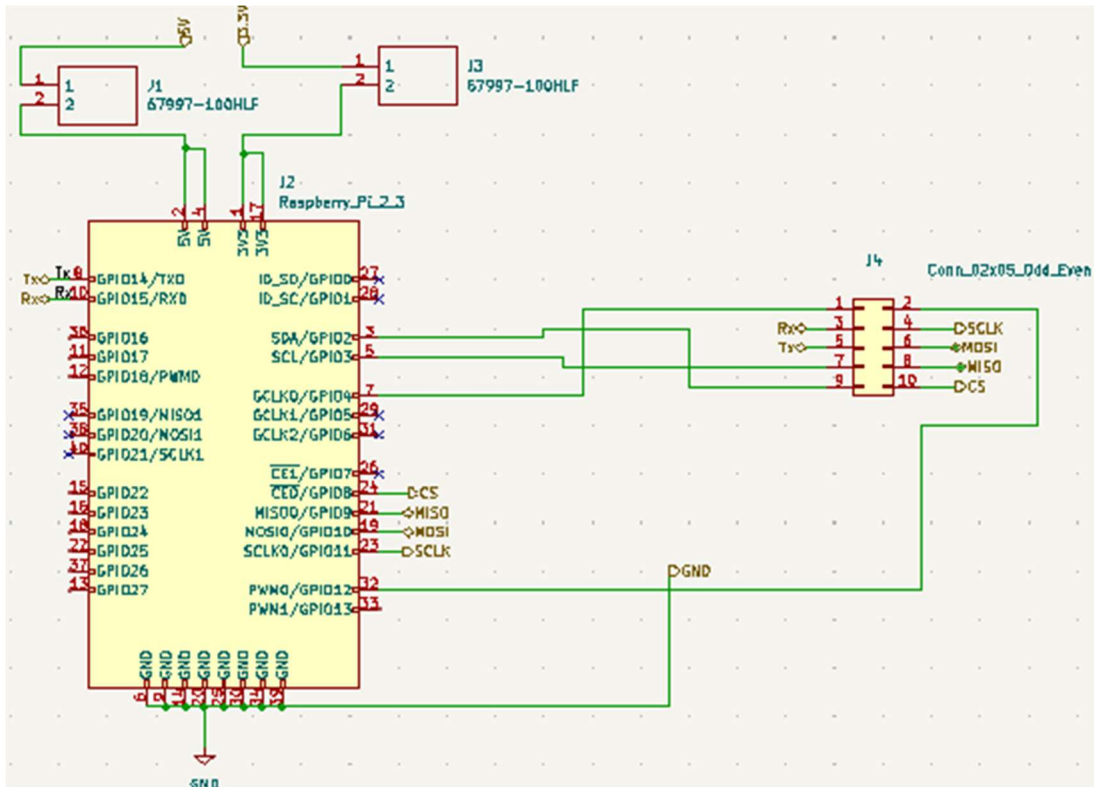 5V
3.3V
1
1
2
2
J1
67997-100HLF
1
1
2
2
J3
67997-100HLF
J2
Raspberry_Pi_2_3
2
4
1
17
5V
5V
3V3
3V3
Tx
Tx
8
GPIO14/TXD
Rx
Rx
10
GPIO15/RXD
36
GPIO16
11
GPIO17
12
GPIO18/PWM0
35
GPIO19/MISO1
38
GPIO20/MOSI1
40
GPIO21/SCLK1
15
GPIO22
16
GPIO23
18
GPIO24
22
GPIO25
37
GPIO26
13
GPIO27
ID_SD/GPIO0
27
ID_SC/GPIO1
28
SDA/GPIO2
3
SCL/GPIO3
5
GCLK0/GPIO4
7
GCLK1/GPIO5
29
GCLK2/GPIO6
31
CE1/GPIO7
26
CE0/GPIO8
24
CS
MISO0/GPIO9
21
MISO
MOSI0/GPIO10
19
MOSI
SCLK0/GPIO11
23
SCLK
PWM0/GPIO12
32
PWM1/GPIO13
33
GND
GND
GND
GND
GND
GND
GND
GND
6
9
14
20
25
30
34
39
GND
GND
J4
Conn_02x05_Odd_Even
1
2
Rx
3
4
SCLK
Tx
5
6
MOSI
7
8
MISO
9
10
CS